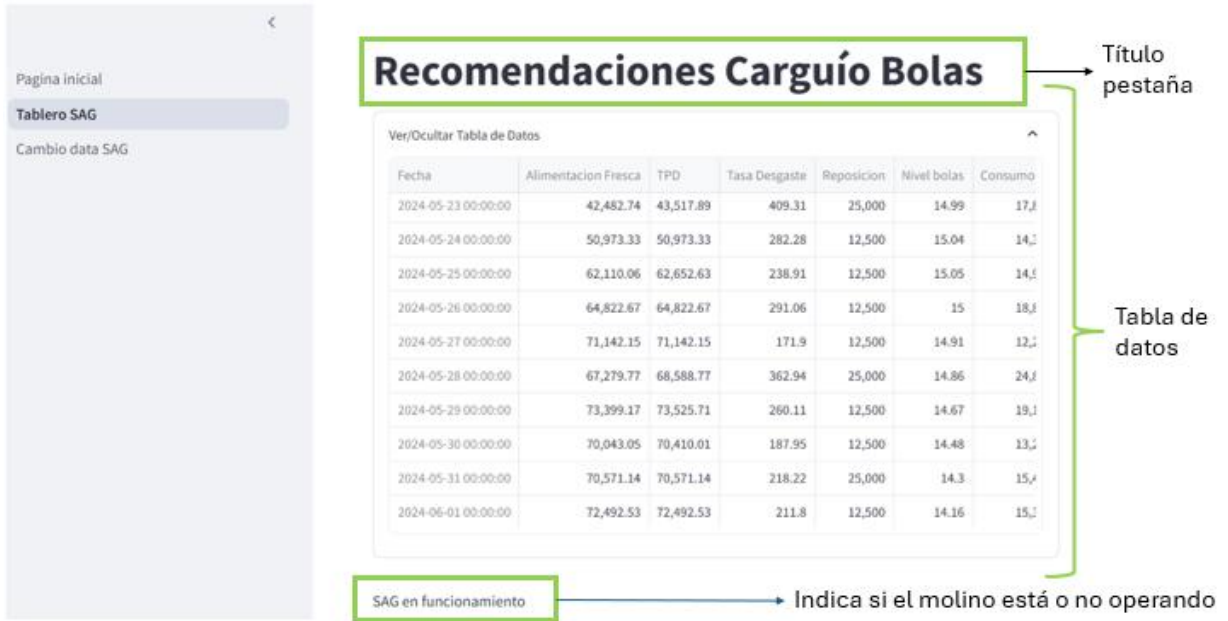 Pagina inicial
Tablero SAG
Cambio data SAG
Recomendaciones Carguío Bolas
Título
pestaña
Ver/Ocultar Tabla de Datos
Fecha Alimentacion Fresca TPD Tasa Desgaste Reposicion Nivel bolas Consumo
2024-05-23 00:00:00 42,482.74 43,517.89 409.31 25,000 14.99
2024-05-24 00:00:00 50,973.33 50,973.33 282.28 12,500 15.04
2024-05-25 00:00:00 62,110.06 62,652.63 238.91 12,500 15.05
2024-05-26 00:00:00 64,822.67 64,822.67 291.06 12,500 15
2024-05-27 00:00:00 71,142.15 71,142.15 171.9 12,500 14.91
2024-05-28 00:00:00 67,279.77 68,588.77 362.94 25,000 14.86
2024-05-29 00:00:00 73,399.17 73,525.71 260.11 12,500 14.67
2024-05-30 00:00:00 70,043.05 70,410.01 187.95 12,500 14.48
2024-05-31 00:00:00 70,571.14 70,571.14 218.22 25,000 14.3
2024-06-01 00:00:00 72,492.53 72,492.53 211.8 12,500 14.16
Tabla de
datos
SAG en funcionamiento
Indica si el molino está o no operando